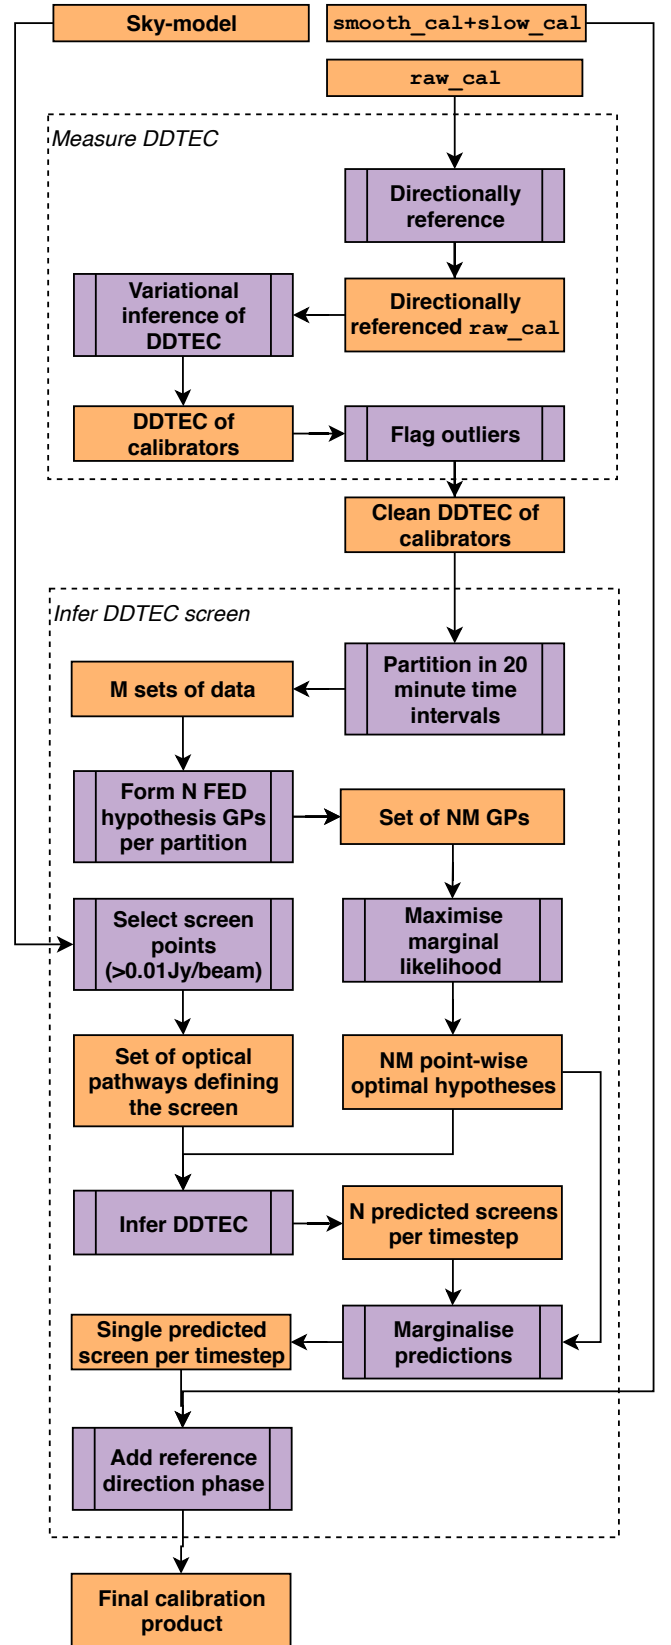 Sky-model
smooth_cal+slow_cal
raw_cal
Measure DDTEC
Directionally
reference
Variational
inference of
DDTEC
Directionally
referenced raw_cal
DDTEC of
calibrators
Flag outliers
Clean DDTEC of
calibrators
Infer DDTEC screen
Partition in 20
minute time
intervals
M sets of data
Form N FED
hypothesis GPs
per partition
Set of NM GPs
Select screen
points
(>0.01Jy/beam)
Maximise
marginal
likelihood
Set of optical
pathways defining
the screen
NM point-wise
optimal hypotheses
Infer DDTEC
N predicted screens
per timestep
Single predicted
screen per timestep
Marginalise
predictions
Add reference
direction phase
Final calibration
product